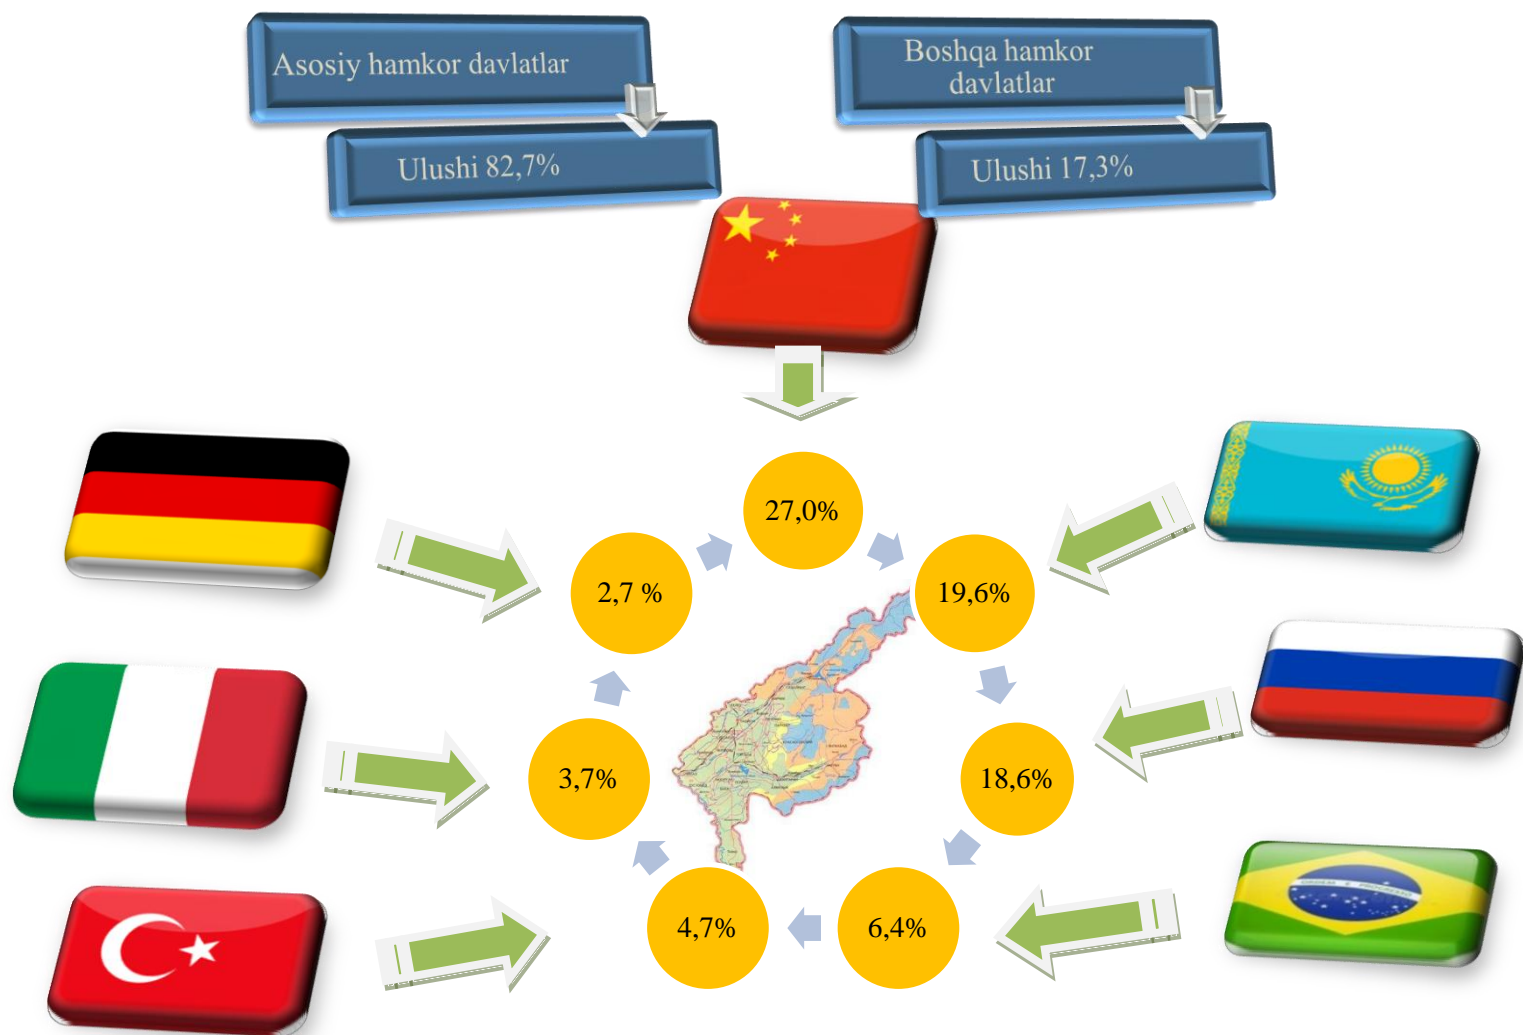 Asosiy hamkor davlatlar
Ulushi 82,7%
Boshqa hamkor
davlatlar
Ulushi 17,3%
27,0%
19,6%
18,6%
6,4%
4,7%
3,7%
2,7 %